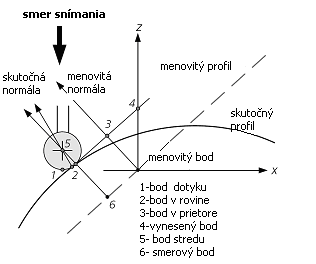 smer snímania
z
skutočná
normála
menovitá
normála
menovitý profil
skutočný
profil
4
3
5
1
2
6
menovitý bod
x
1-bod dotyku
2-bod v rovine
3-bod v prietore
4-vynesený bod
5- bod stredu
6- smerový bod